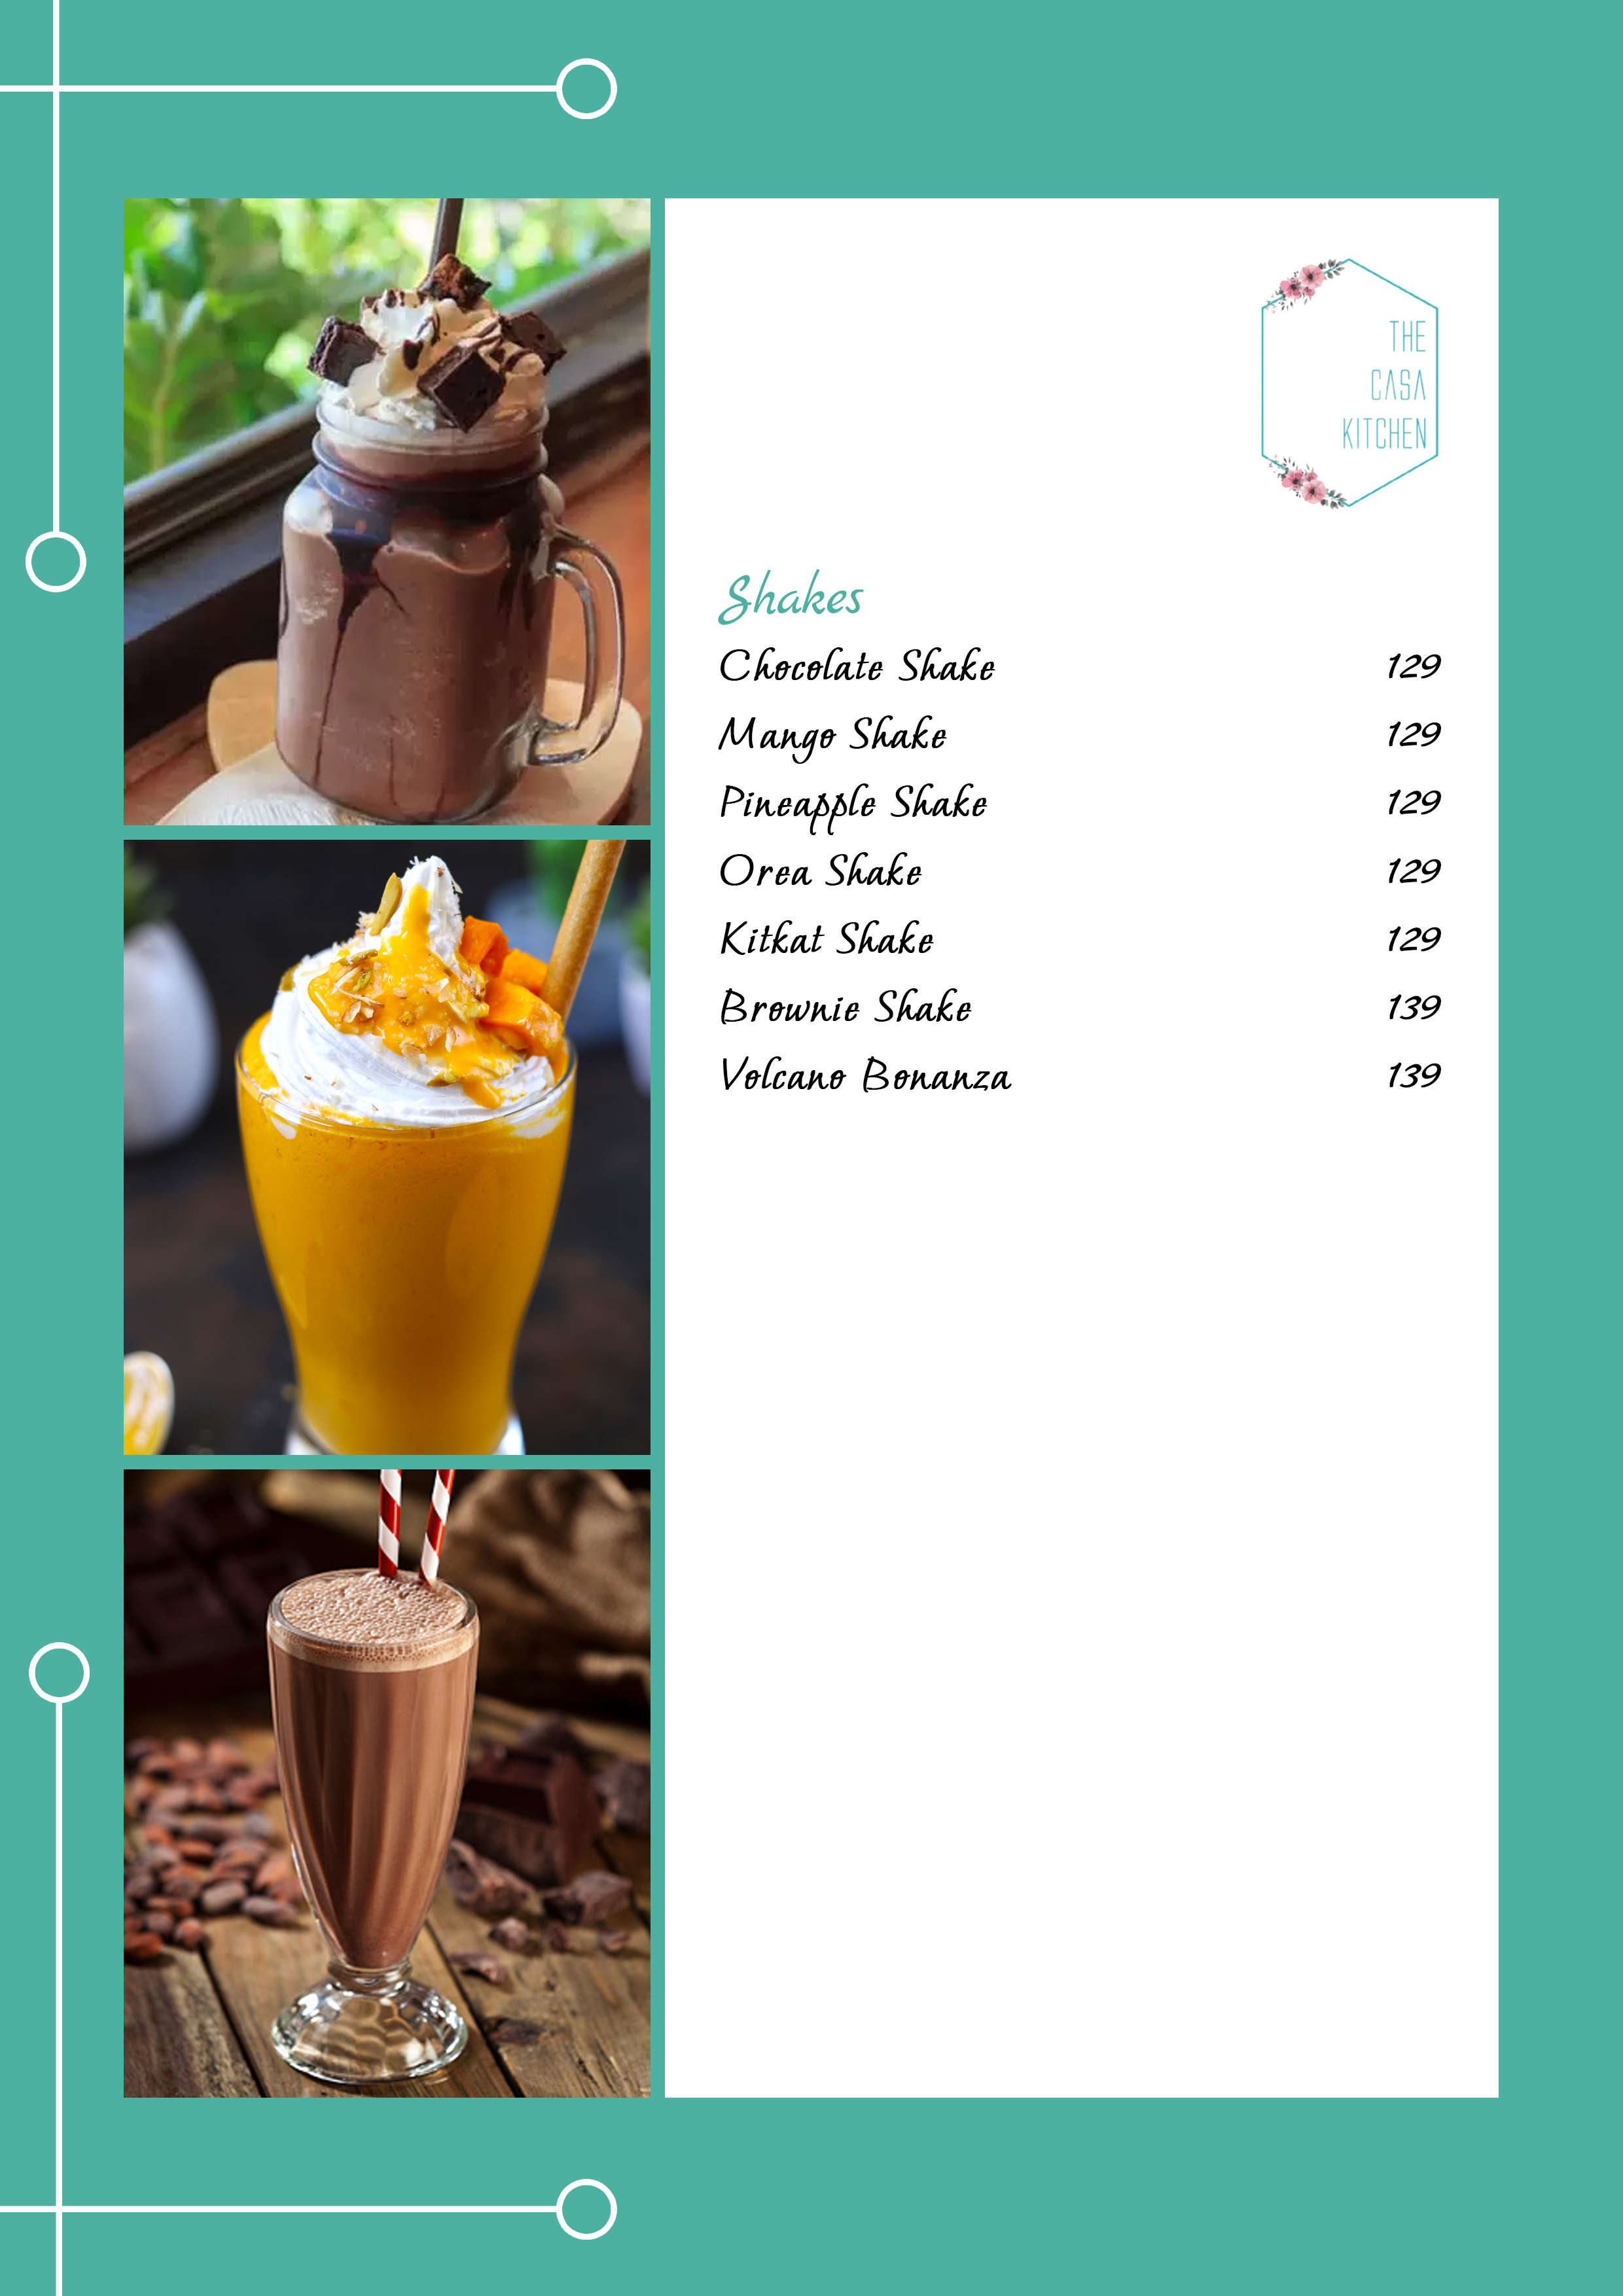 THE
CASA
KITCHEN
Shakes
Chocolate Shake 129
Mango Shake 129
Pineapple Shake 129
Orea Shake 129
Kitkat Shake 129
Brownie Shake 139
Volcano Bonanza 139